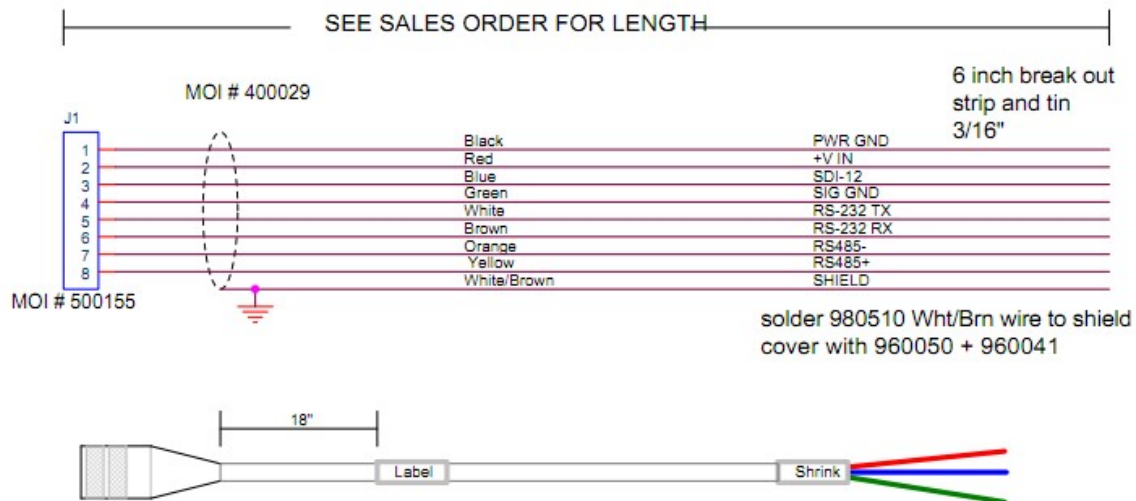 SEE SALES ORDER FOR LENGTH
6 inch break out
strip and tin
3/16"
MOI # 400029
J1
1 Black PWR GND
2 Red +V IN
3 Blue SDI-12
4 Green SIG GND
5 White RS-232 TX
6 Brown RS-232 RX
7 Orange RS485-
8 Yellow RS485+
White/Brown SHIELD
MOI # 500155
solder 980510 Wht/Brn wire to shield
cover with 960050 + 960041
18"
Label
Shrink